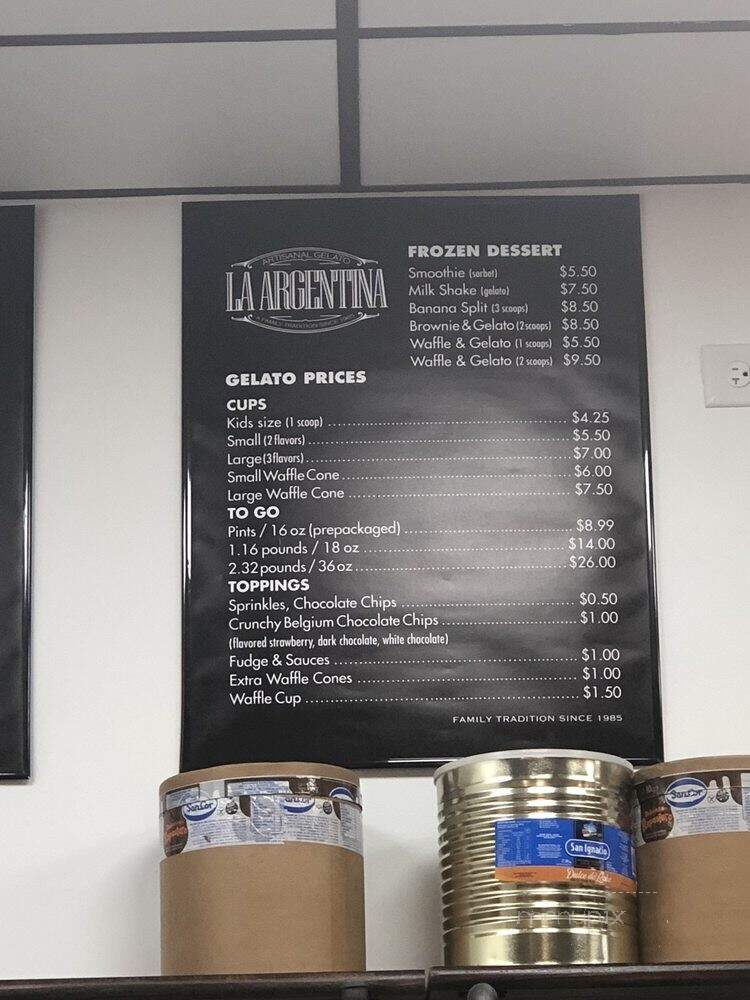 ARTISANAL GELATO
LA ARGENTINA
A FAMILY TRADITION SINCE 1985
FROZEN DESSERT
Smoothie (sorbet) $5.50
Milk Shake (gelato) $7.50
Banana Split (3 scoops) $8.50
Brownie & Gelato (2 scoops) $8.50
Waffle & Gelato (1 scoops) $5.50
Waffle & Gelato (2 scoops) $9.50
GELATO PRICES
CUPS
Kids size (1 scoop) $4.25
Small (2 flavors) $5.50
Large (3 flavors) $7.00
Small Waffle Cone $6.00
Large Waffle Cone $7.50
TO GO
Pints / 16 oz (prepackaged) $8.99
1.16 pounds / 18 oz $14.00
2.32 pounds / 36 oz $26.00
TOPPINGS
Sprinkles, Chocolate Chips $0.50
Crunchy Belgium Chocolate Chips $1.00
(flavored strawberry, dark chocolate, white chocolate)
Fudge & Sauces $1.00
Extra Waffle Cones $1.00
Waffle Cup $1.50
FAMILY TRADITION SINCE 1985
SanCor
SanCor
San Ignacio
Dulce de Leche
SanCor
menupix